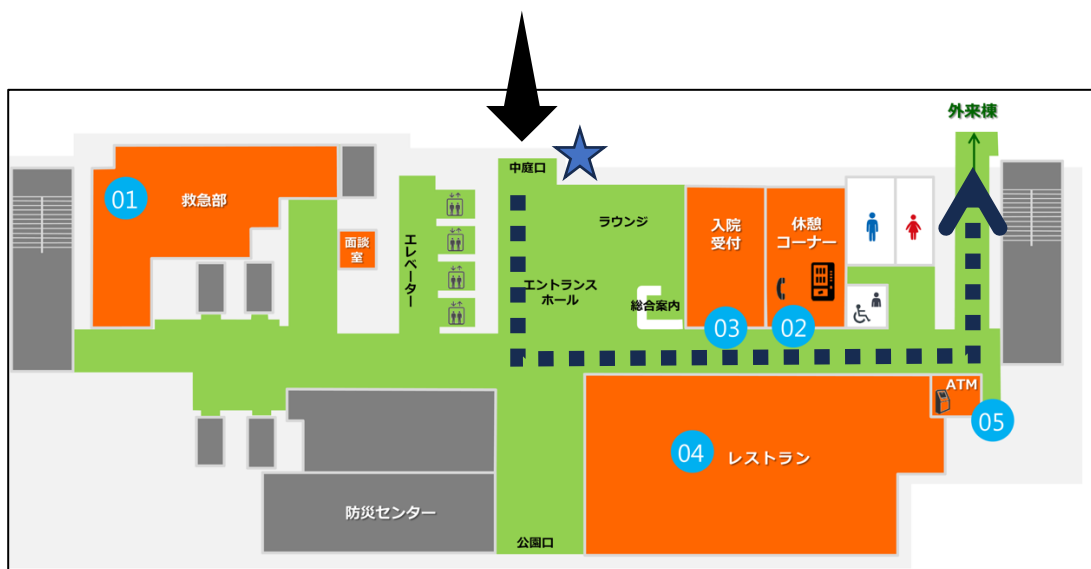 外来棟
中庭口
01
救急部
面談
室
エレベーター
ラウンジ
エントランス
ホール
総合案内
入院
受付
休憩
コーナー
03
02
ATM
05
04
レストラン
防災センター
公園口